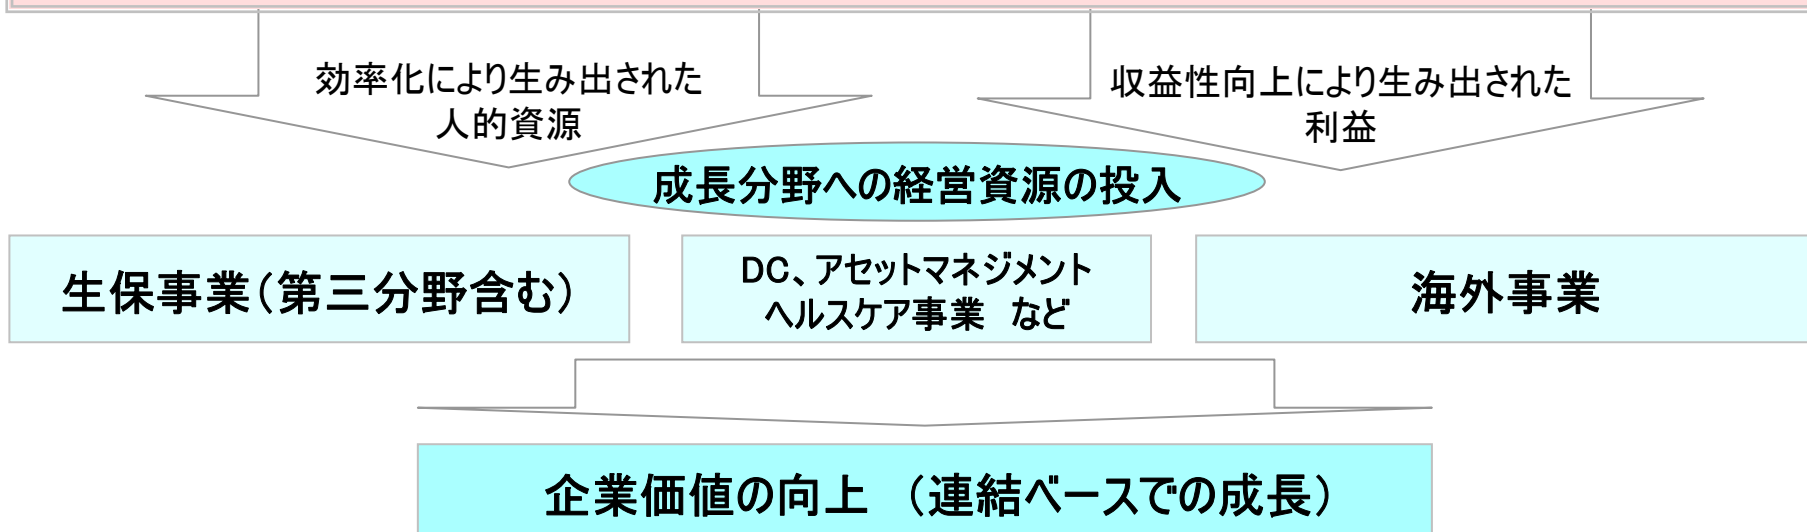 効率化により生み出された
人的資源
収益性向上により生み出された
利益
成長分野への経営資源の投入
生保事業（第三分野含む）
DC、アセットマネジメント
ヘルスケア事業　など
海外事業
企業価値の向上　（連結ベースでの成長）